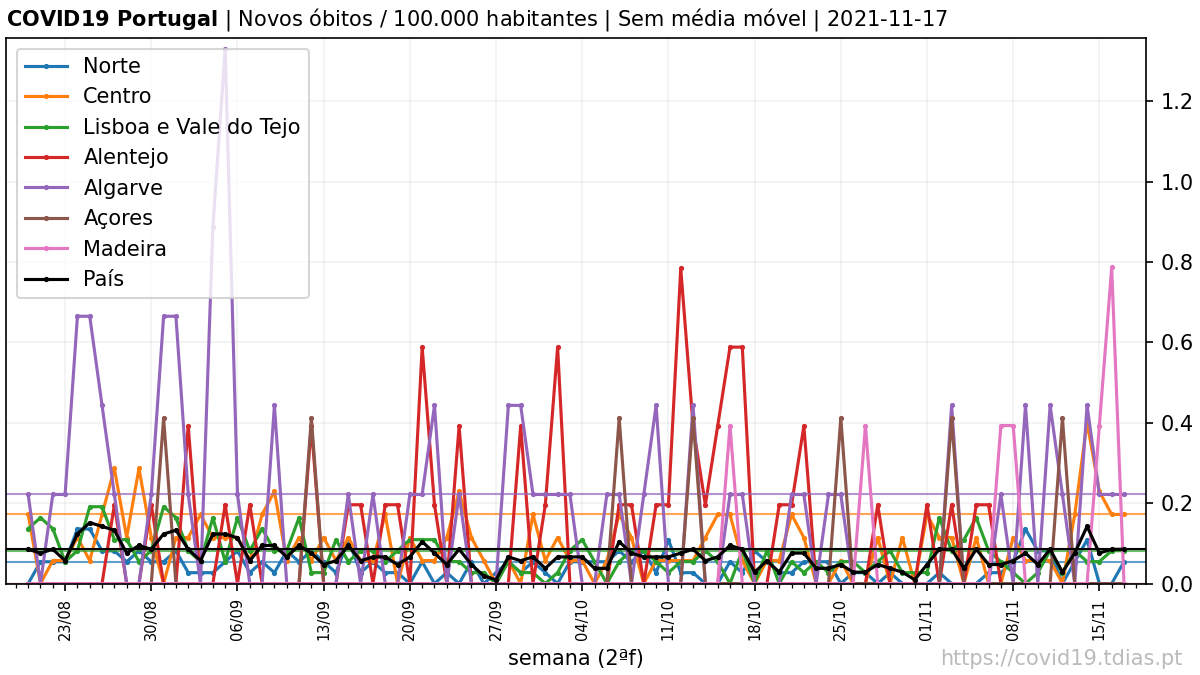 COVID19 Portugal | Novos óbitos / 100.000 habitantes | Sem média móvel | 2021-11-17
Norte
Centro
Lisboa e Vale do Tejo
Alentejo
Algarve
Açores
Madeira
País
1.2
1.0
0.8
0.6
0.4
0.2
0.0
23/08 30/08 06/09 13/09 20/09 27/09 04/10 11/10 18/10 25/10 01/11 08/11 15/11
semana (2ªf)
https://covid19.tdias.pt